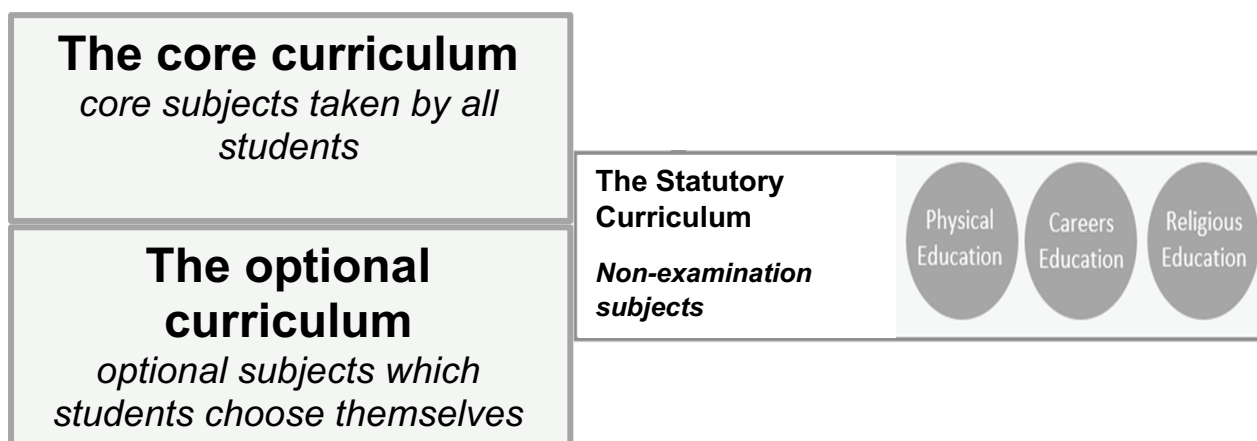 The core curriculum
core subjects taken by all
students
The optional
curriculum
optional subjects which
students choose themselves
The Statutory
Curriculum
Non-examination
subjects
Physical
Education
Careers
Education
Religious
Education